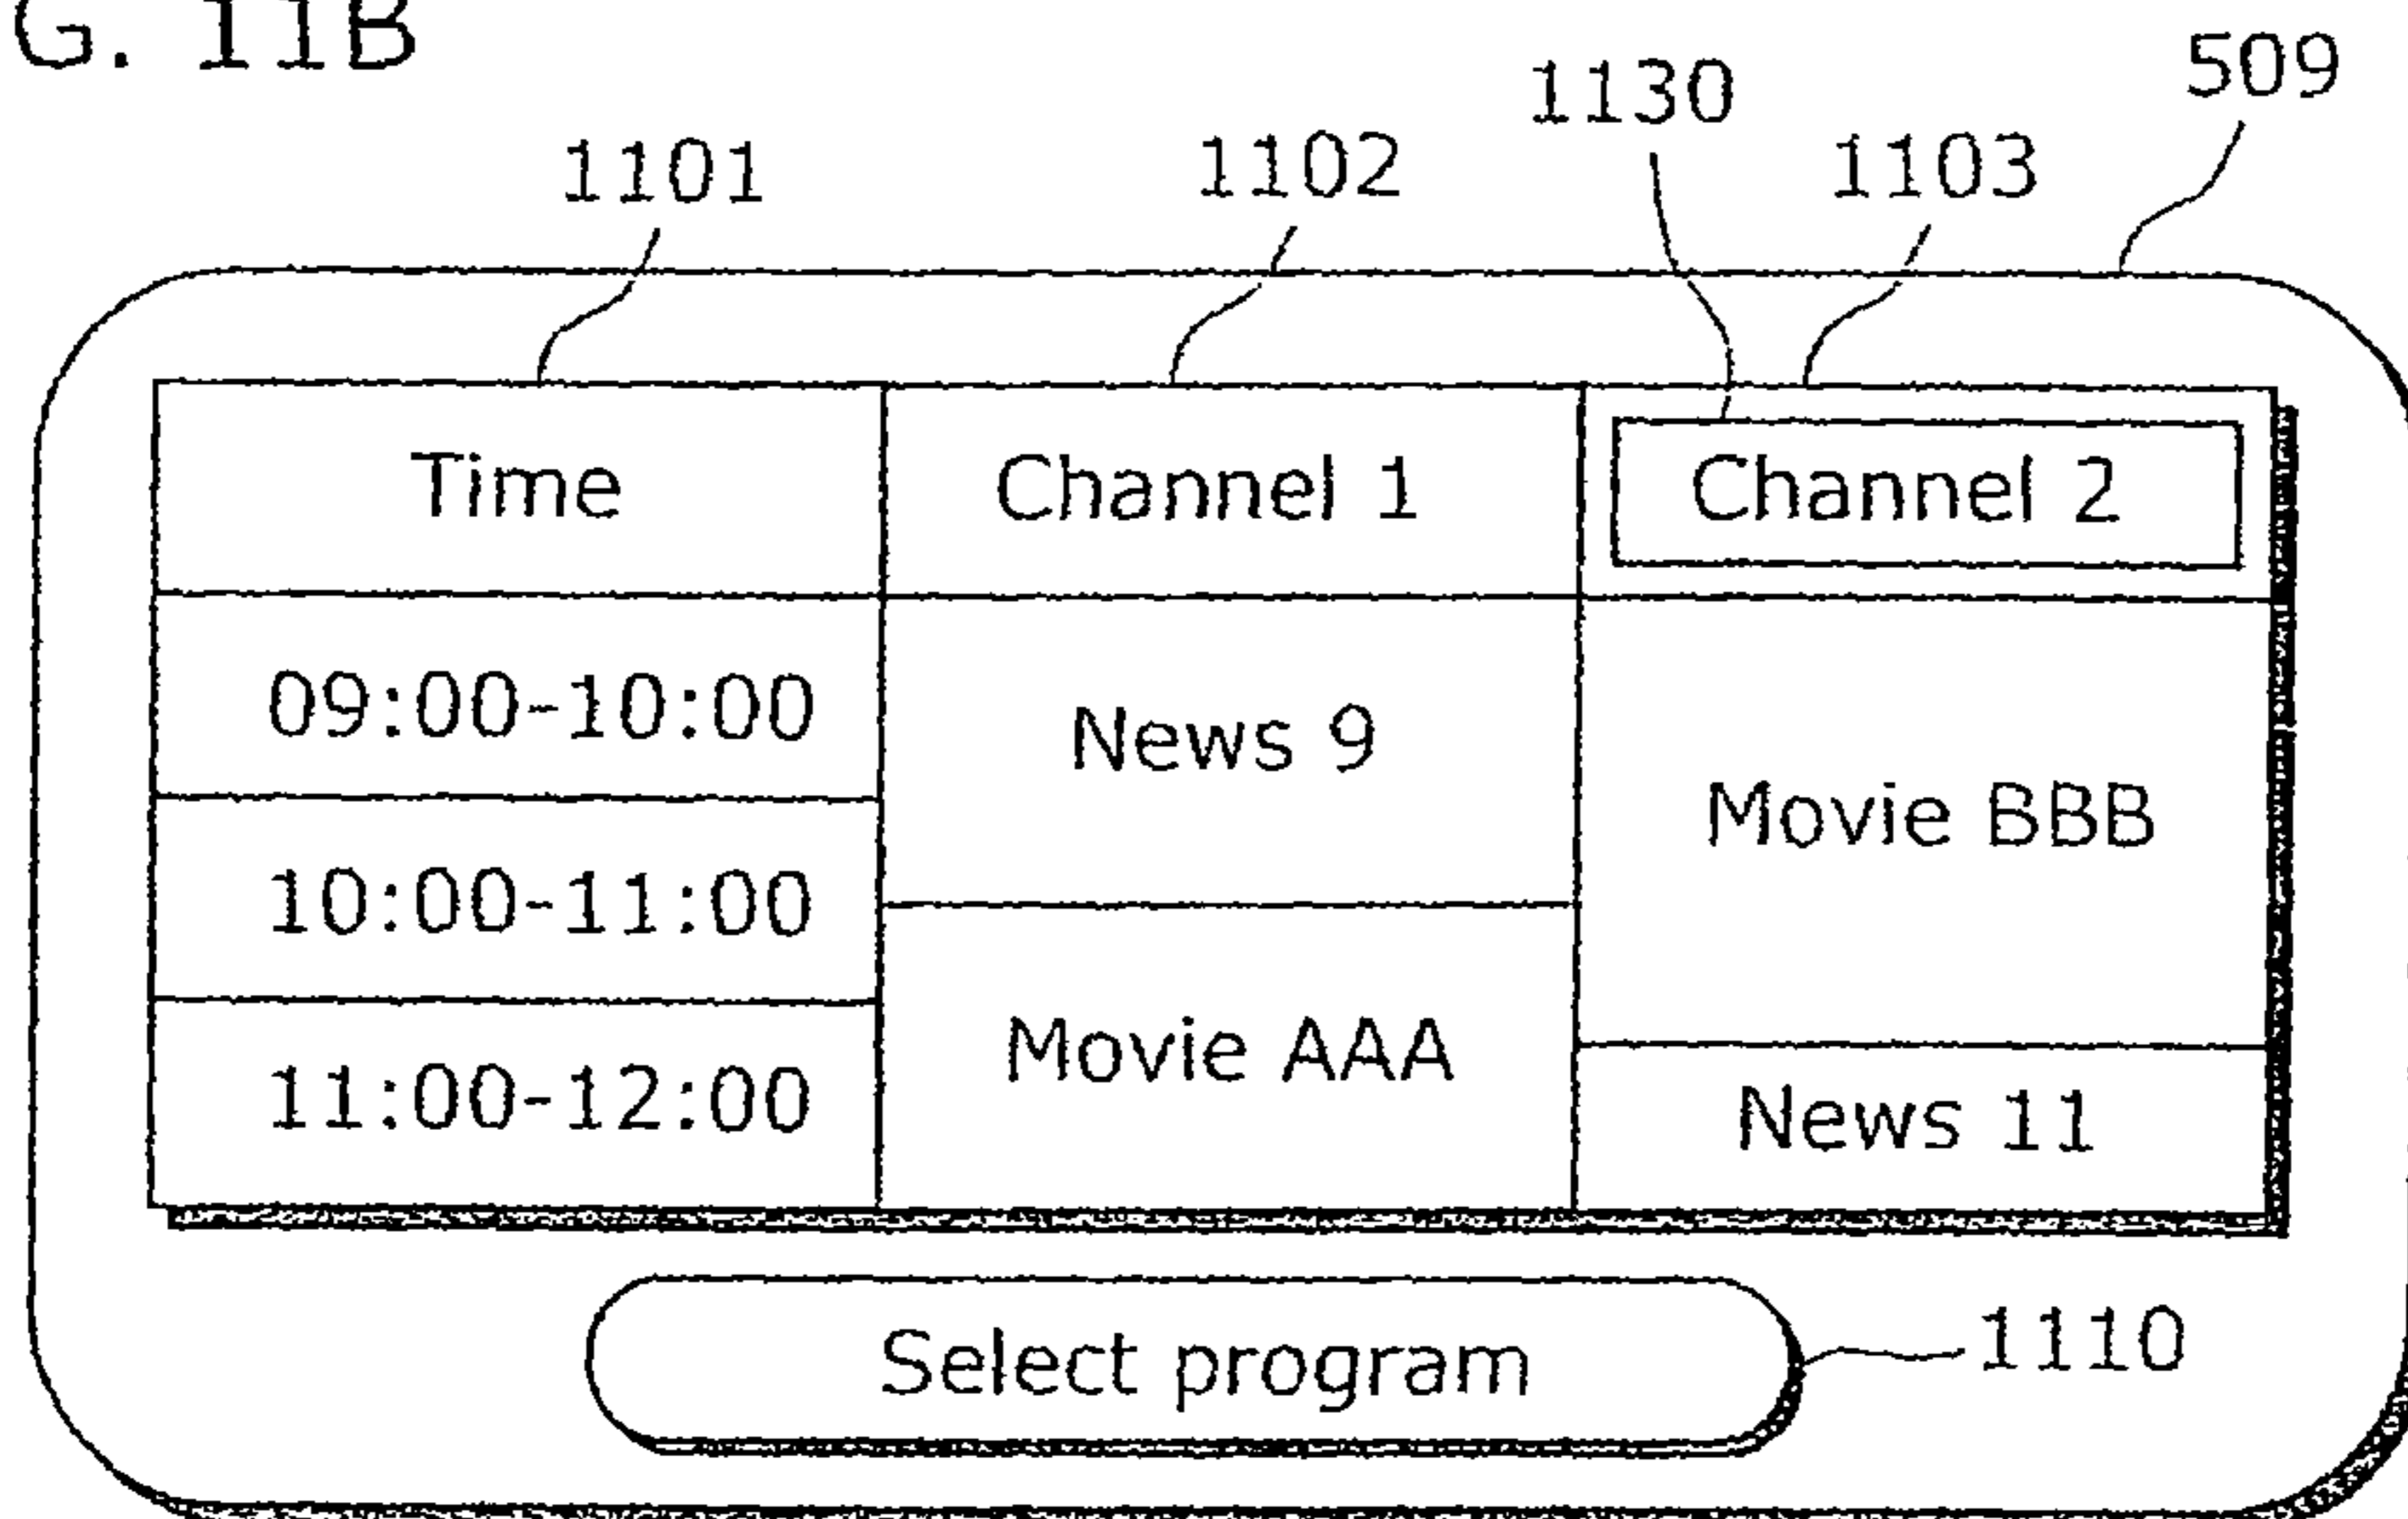 G. 11B
509
1130
1101 1102 1103
Time Channel 1 Channel 2
09:00-10:00 News 9 Movie BBB
10:00-11:00
11:00-12:00 Movie AAA News 11
Select program 1110